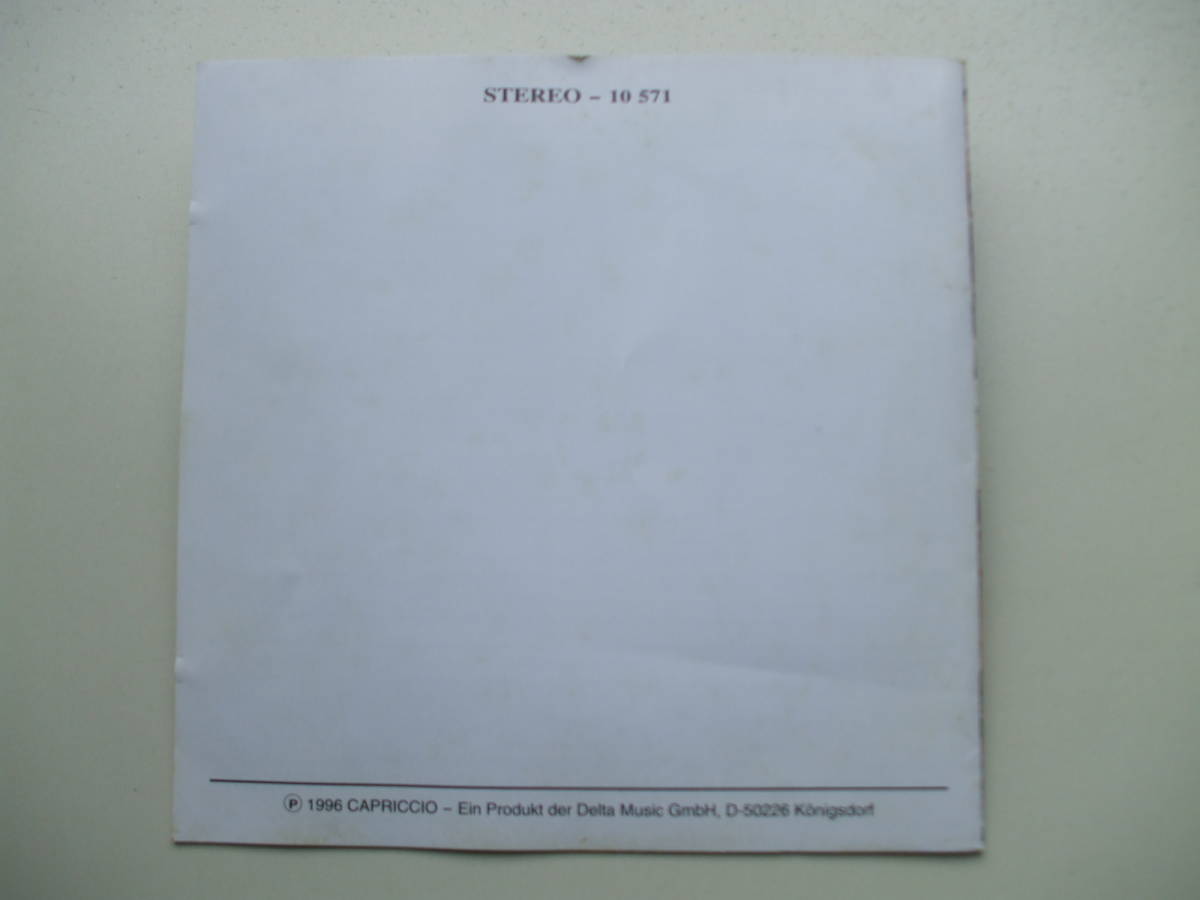 STEREO – 10 571
℗ 1996 CAPRICCIO – Ein Produkt der Delta Music GmbH, D-50226 Königsdorf